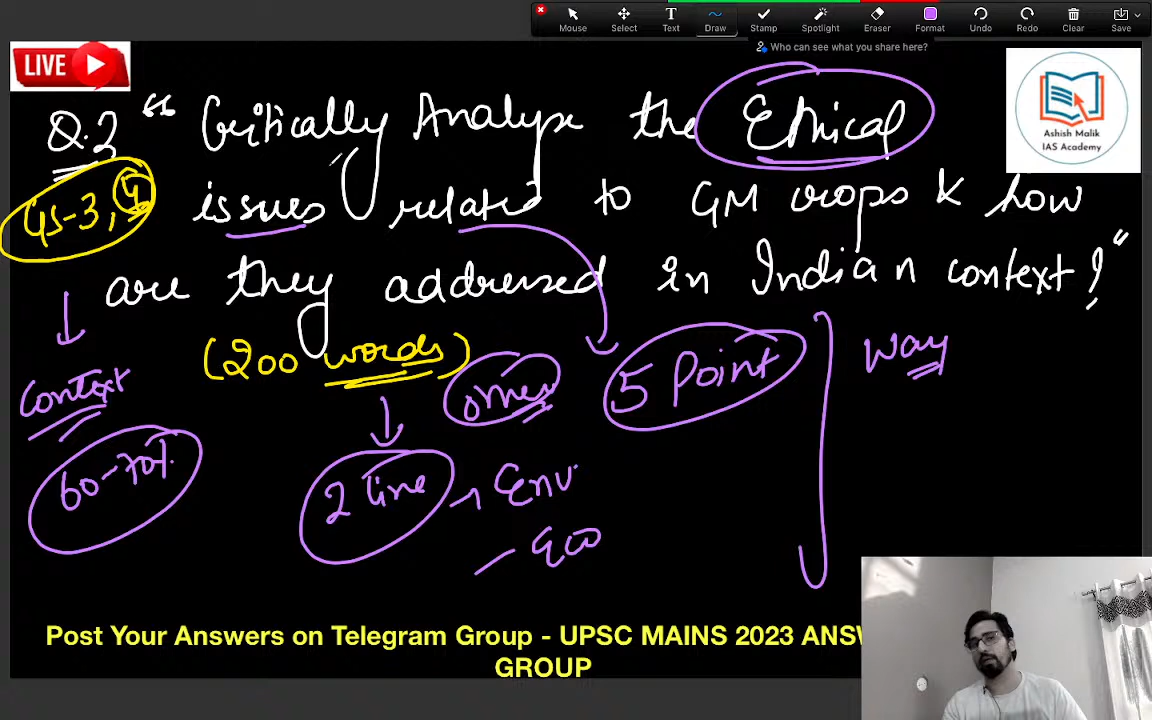 Mouse Select Text Draw Stamp Spotlight Eraser Format Undo Redo Clear Save
Who can see what you share here?
LIVE
Ashish Malik
IAS Academy
Q.2 "Critically Analyse the Ethical
GS-3, 4
issues related to GM crops & how
are they addressed in Indian context?"
(200 words)
Context
60-70%
2 line
Env
Eco
other
5 Point
Way
Post Your Answers on Telegram Group - UPSC MAINS 2023 ANSW
GROUP